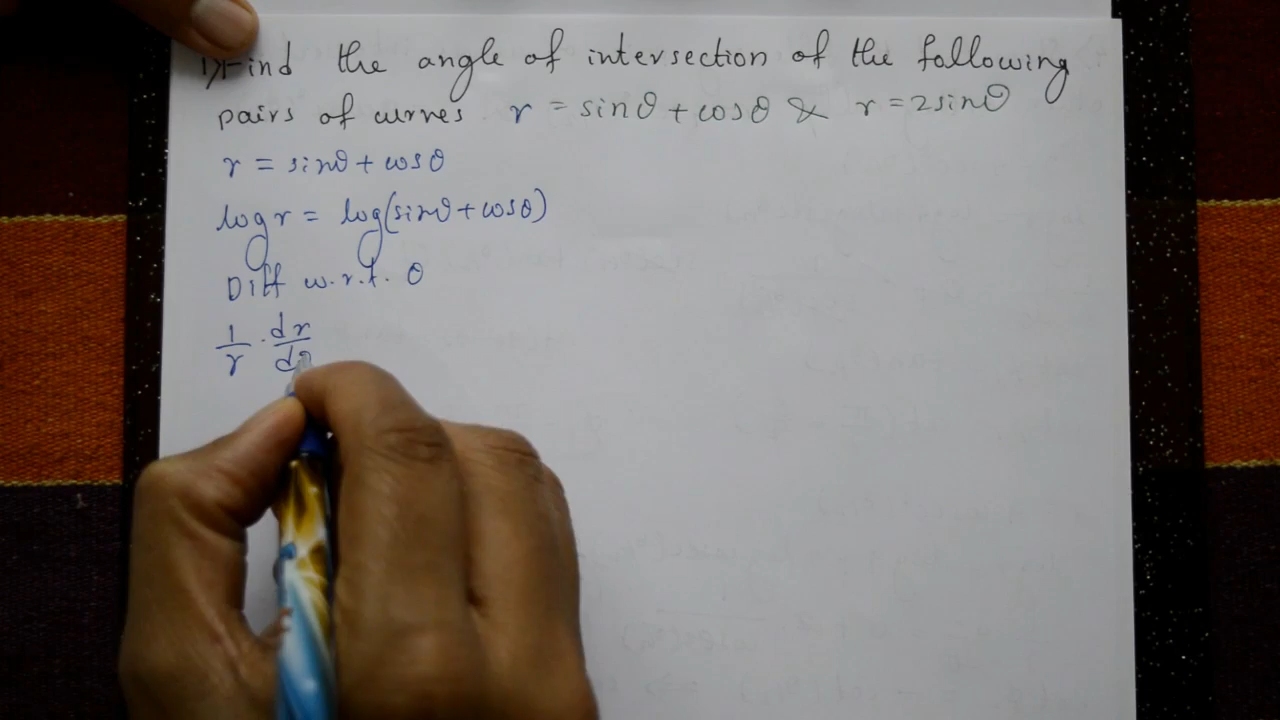 1) Find the angle of intersection of the following
pairs of curves r = sinθ + cosθ & r = 2sinθ
r = sinθ + cosθ
log r = log(sinθ + cosθ)
Diff w.r.t. θ
1/r · dr/dθ